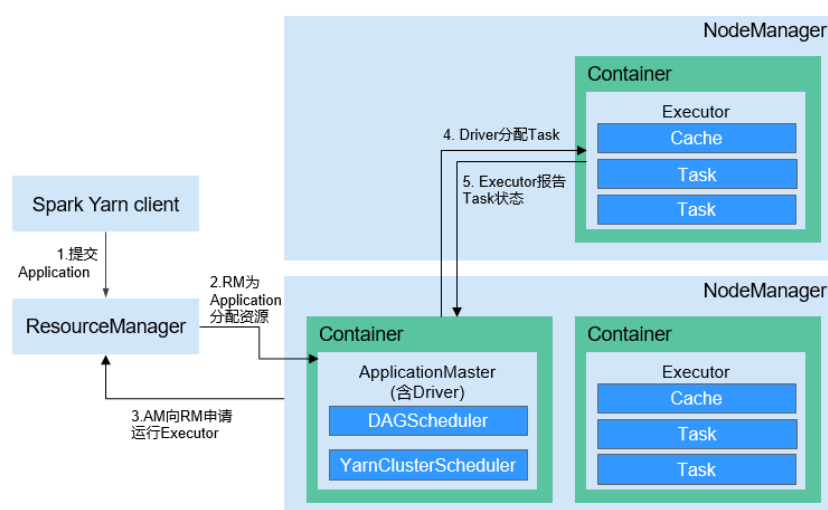 NodeManager
Container
Executor
Cache
Task
Task
4. Driver分配Task
5. Executor报告
Task状态
Spark Yarn client
1.提交
Application
ResourceManager
2.RM为
Application
分配资源
3.AM向RM申请
运行Executor
NodeManager
Container
ApplicationMaster
(含Driver)
DAGScheduler
YarnClusterScheduler
Container
Executor
Cache
Task
Task